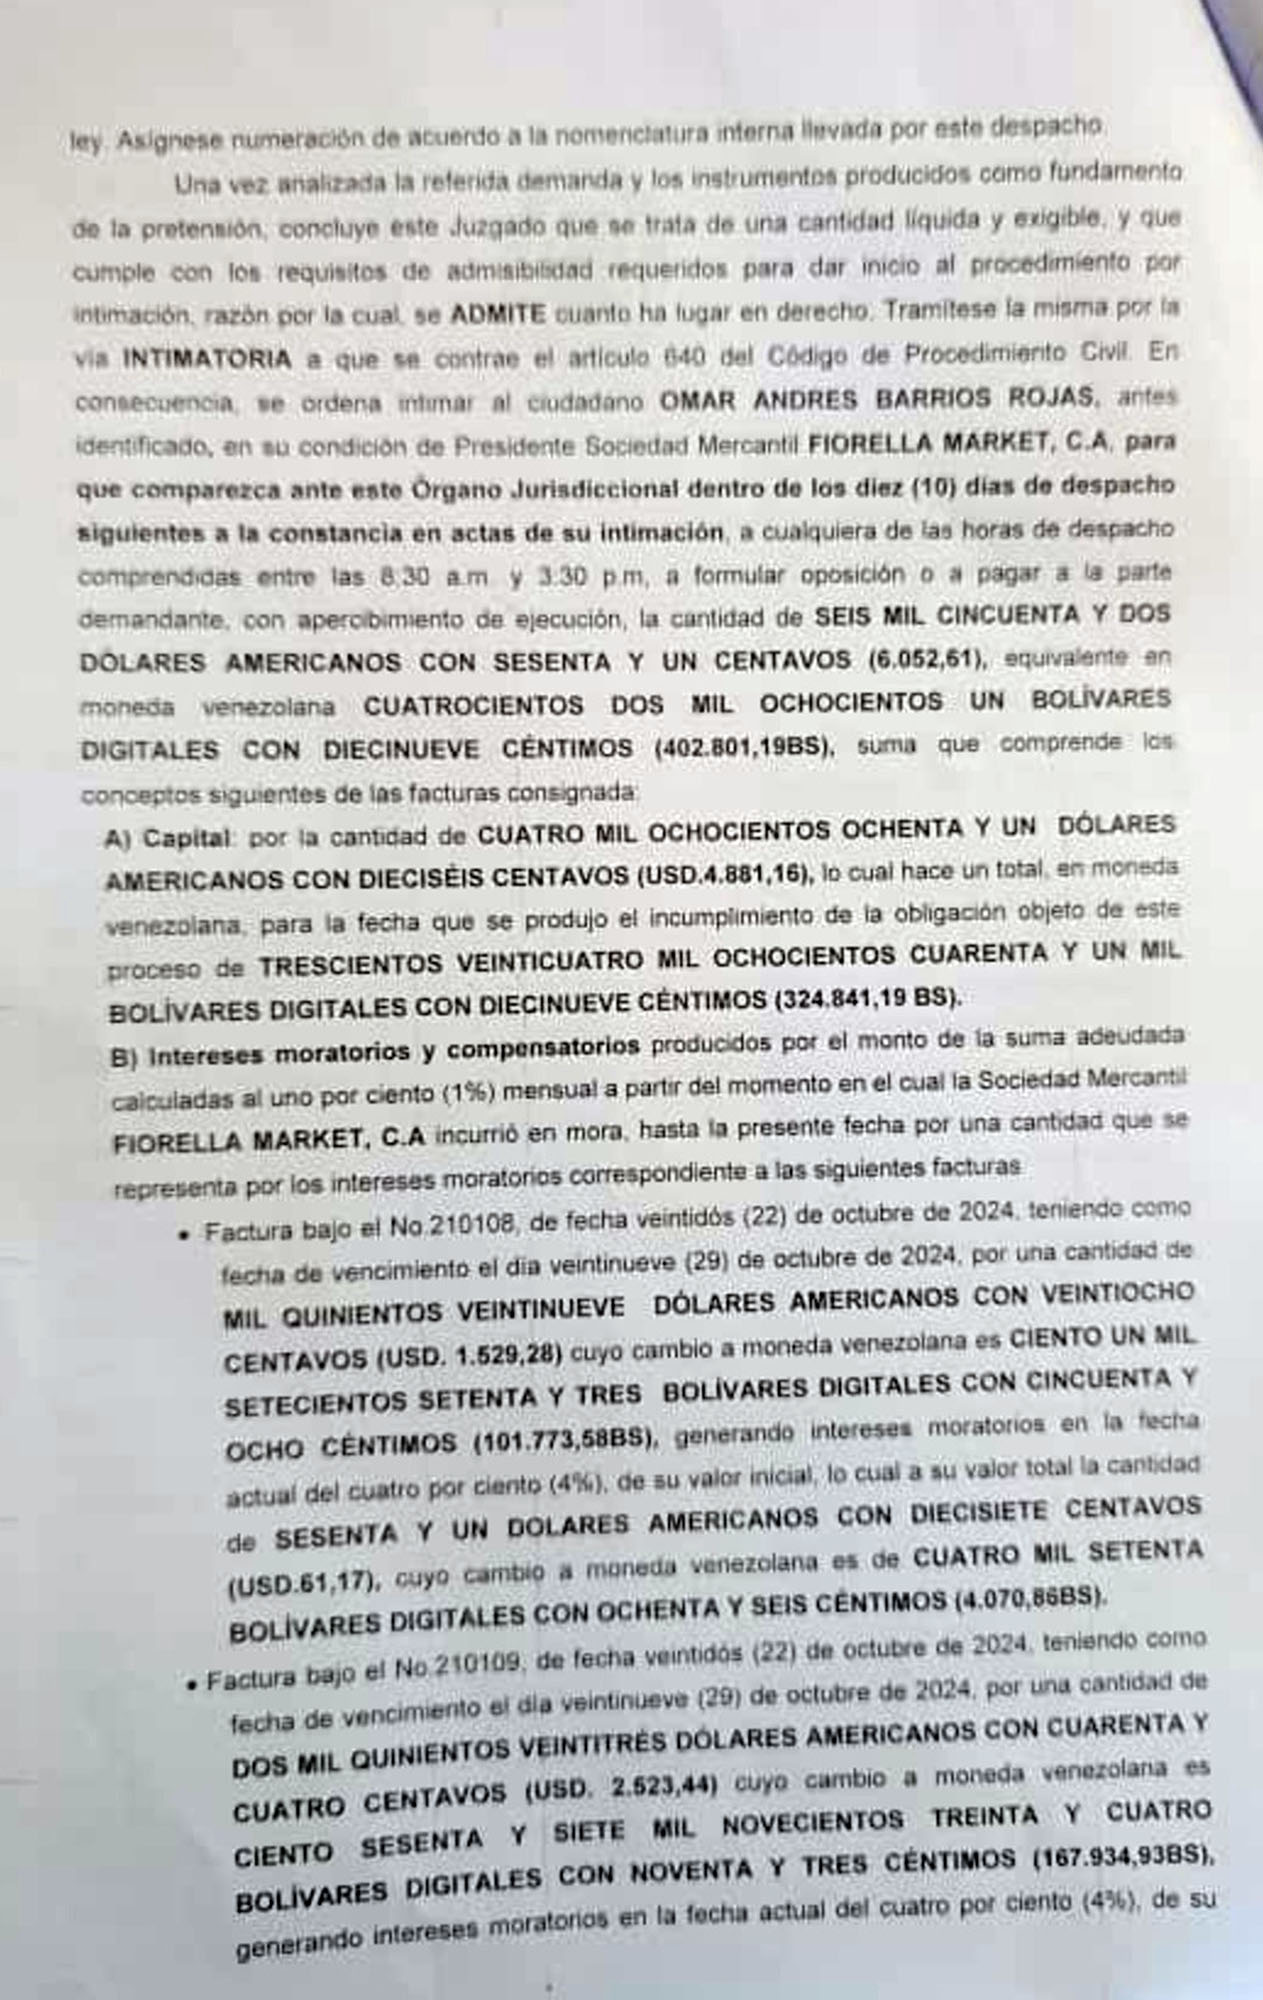 ley. Asígnese numeración de acuerdo a la nomenclatura interna llevada por este despacho.
Una vez analizada la referida demanda y los instrumentos producidos como fundamento
de la pretensión, concluye este Juzgado que se trata de una cantidad líquida y exigible, y que
cumple con los requisitos de admisibilidad requeridos para dar inicio al procedimiento por
intimación, razón por la cual, se ADMITE cuanto ha lugar en derecho. Tramítese la misma por la
vía INTIMATORIA a que se contrae el artículo 640 del Código de Procedimiento Civil. En
consecuencia, se ordena intimar al ciudadano OMAR ANDRES BARRIOS ROJAS, antes
identificado, en su condición de Presidente Sociedad Mercantil FIORELLA MARKET, C.A, para
que comparezca ante este Órgano Jurisdiccional dentro de los diez (10) días de despacho
siguientes a la constancia en actas de su intimación, a cualquiera de las horas de despacho
comprendidas entre las 8:30 a.m. y 3:30 p.m, a formular oposición o a pagar a la parte
demandante, con apercibimiento de ejecución, la cantidad de SEIS MIL CINCUENTA Y DOS
DÓLARES AMERICANOS CON SESENTA Y UN CENTAVOS (6.052,61), equivalente en
moneda venezolana CUATROCIENTOS DOS MIL OCHOCIENTOS UN BOLÍVARES
DIGITALES CON DIECINUEVE CÉNTIMOS (402.801,19BS), suma que comprende los
conceptos siguientes de las facturas consignada:
A) Capital: por la cantidad de CUATRO MIL OCHOCIENTOS OCHENTA Y UN DÓLARES
AMERICANOS CON DIECISÉIS CENTAVOS (USD.4.881,16), lo cual hace un total, en moneda
venezolana, para la fecha que se produjo el incumplimiento de la obligación objeto de este
proceso de TRESCIENTOS VEINTICUATRO MIL OCHOCIENTOS CUARENTA Y UN MIL
BOLÍVARES DIGITALES CON DIECINUEVE CÉNTIMOS (324.841,19 BS).
B) Intereses moratorios y compensatorios producidos por el monto de la suma adeudada
calculadas al uno por ciento (1%) mensual a partir del momento en el cual la Sociedad Mercantil
FIORELLA MARKET, C.A incurrió en mora, hasta la presente fecha por una cantidad que se
representa por los intereses moratorios correspondiente a las siguientes facturas
• Factura bajo el No.210108, de fecha veintidós (22) de octubre de 2024, teniendo como
fecha de vencimiento el día veintinueve (29) de octubre de 2024, por una cantidad de
MIL QUINIENTOS VEINTINUEVE DÓLARES AMERICANOS CON VEINTIOCHO
CENTAVOS (USD. 1.529,28) cuyo cambio a moneda venezolana es CIENTO UN MIL
SETECIENTOS SETENTA Y TRES BOLÍVARES DIGITALES CON CINCUENTA Y
OCHO CÉNTIMOS (101.773,58BS), generando intereses moratorios en la fecha
actual del cuatro por ciento (4%), de su valor inicial, lo cual a su valor total la cantidad
de SESENTA Y UN DOLARES AMERICANOS CON DIECISIETE CENTAVOS
(USD.61,17), cuyo cambio a moneda venezolana es de CUATRO MIL SETENTA
BOLÍVARES DIGITALES CON OCHENTA Y SEIS CÉNTIMOS (4.070,86BS).
• Factura bajo el No.210109, de fecha veintidós (22) de octubre de 2024, teniendo como
fecha de vencimiento el día veintinueve (29) de octubre de 2024, por una cantidad de
DOS MIL QUINIENTOS VEINTITRÉS DÓLARES AMERICANOS CON CUARENTA Y
CUATRO CENTAVOS (USD. 2.523,44) cuyo cambio a moneda venezolana es
CIENTO SESENTA Y SIETE MIL NOVECIENTOS TREINTA Y CUATRO
BOLÍVARES DIGITALES CON NOVENTA Y TRES CÉNTIMOS (167.934,93BS),
generando intereses moratorios en la fecha actual del cuatro por ciento (4%), de su